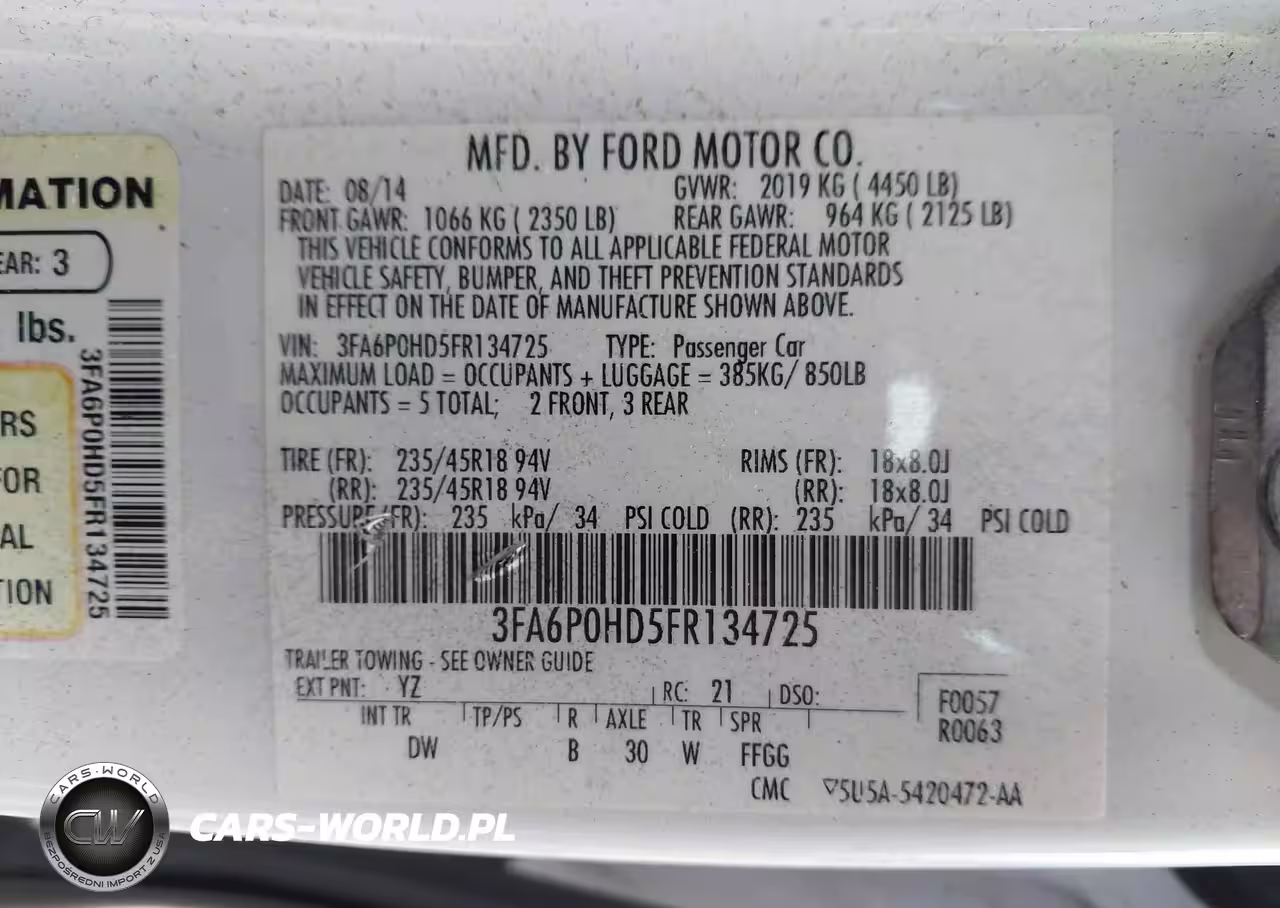 MATION
EAR: 3
lbs.
RS
FOR
AL
TION
3FA6P0HD5FR134725
MFD. BY FORD MOTOR CO.
DATE: 08/14 GVWR: 2019 KG ( 4450 LB)
FRONT GAWR: 1066 KG ( 2350 LB) REAR GAWR: 964 KG ( 2125 LB)
THIS VEHICLE CONFORMS TO ALL APPLICABLE FEDERAL MOTOR
VEHICLE SAFETY, BUMPER, AND THEFT PREVENTION STANDARDS
IN EFFECT ON THE DATE OF MANUFACTURE SHOWN ABOVE.
VIN: 3FA6P0HD5FR134725 TYPE: Passenger Car
MAXIMUM LOAD = OCCUPANTS + LUGGAGE = 385KG/ 850LB
OCCUPANTS = 5 TOTAL; 2 FRONT, 3 REAR
TIRE (FR): 235/45R18 94V RIMS (FR): 18x8.0J
(RR): 235/45R18 94V (RR): 18x8.0J
PRESSURE (FR): 235 kPa/ 34 PSI COLD (RR): 235 kPa/ 34 PSI COLD
3FA6P0HD5FR134725
TRAILER TOWING - SEE OWNER GUIDE
EXT PNT: YZ RC: 21 DSO: F0057
INT TR TP/PS R AXLE TR SPR R0063
DW B 30 W FFGG
CMC ▽5U5A-5420472-AA
CARS-WORLD
CW
BEZPOŚREDNI IMPORT Z USA
CARS-WORLD.PL